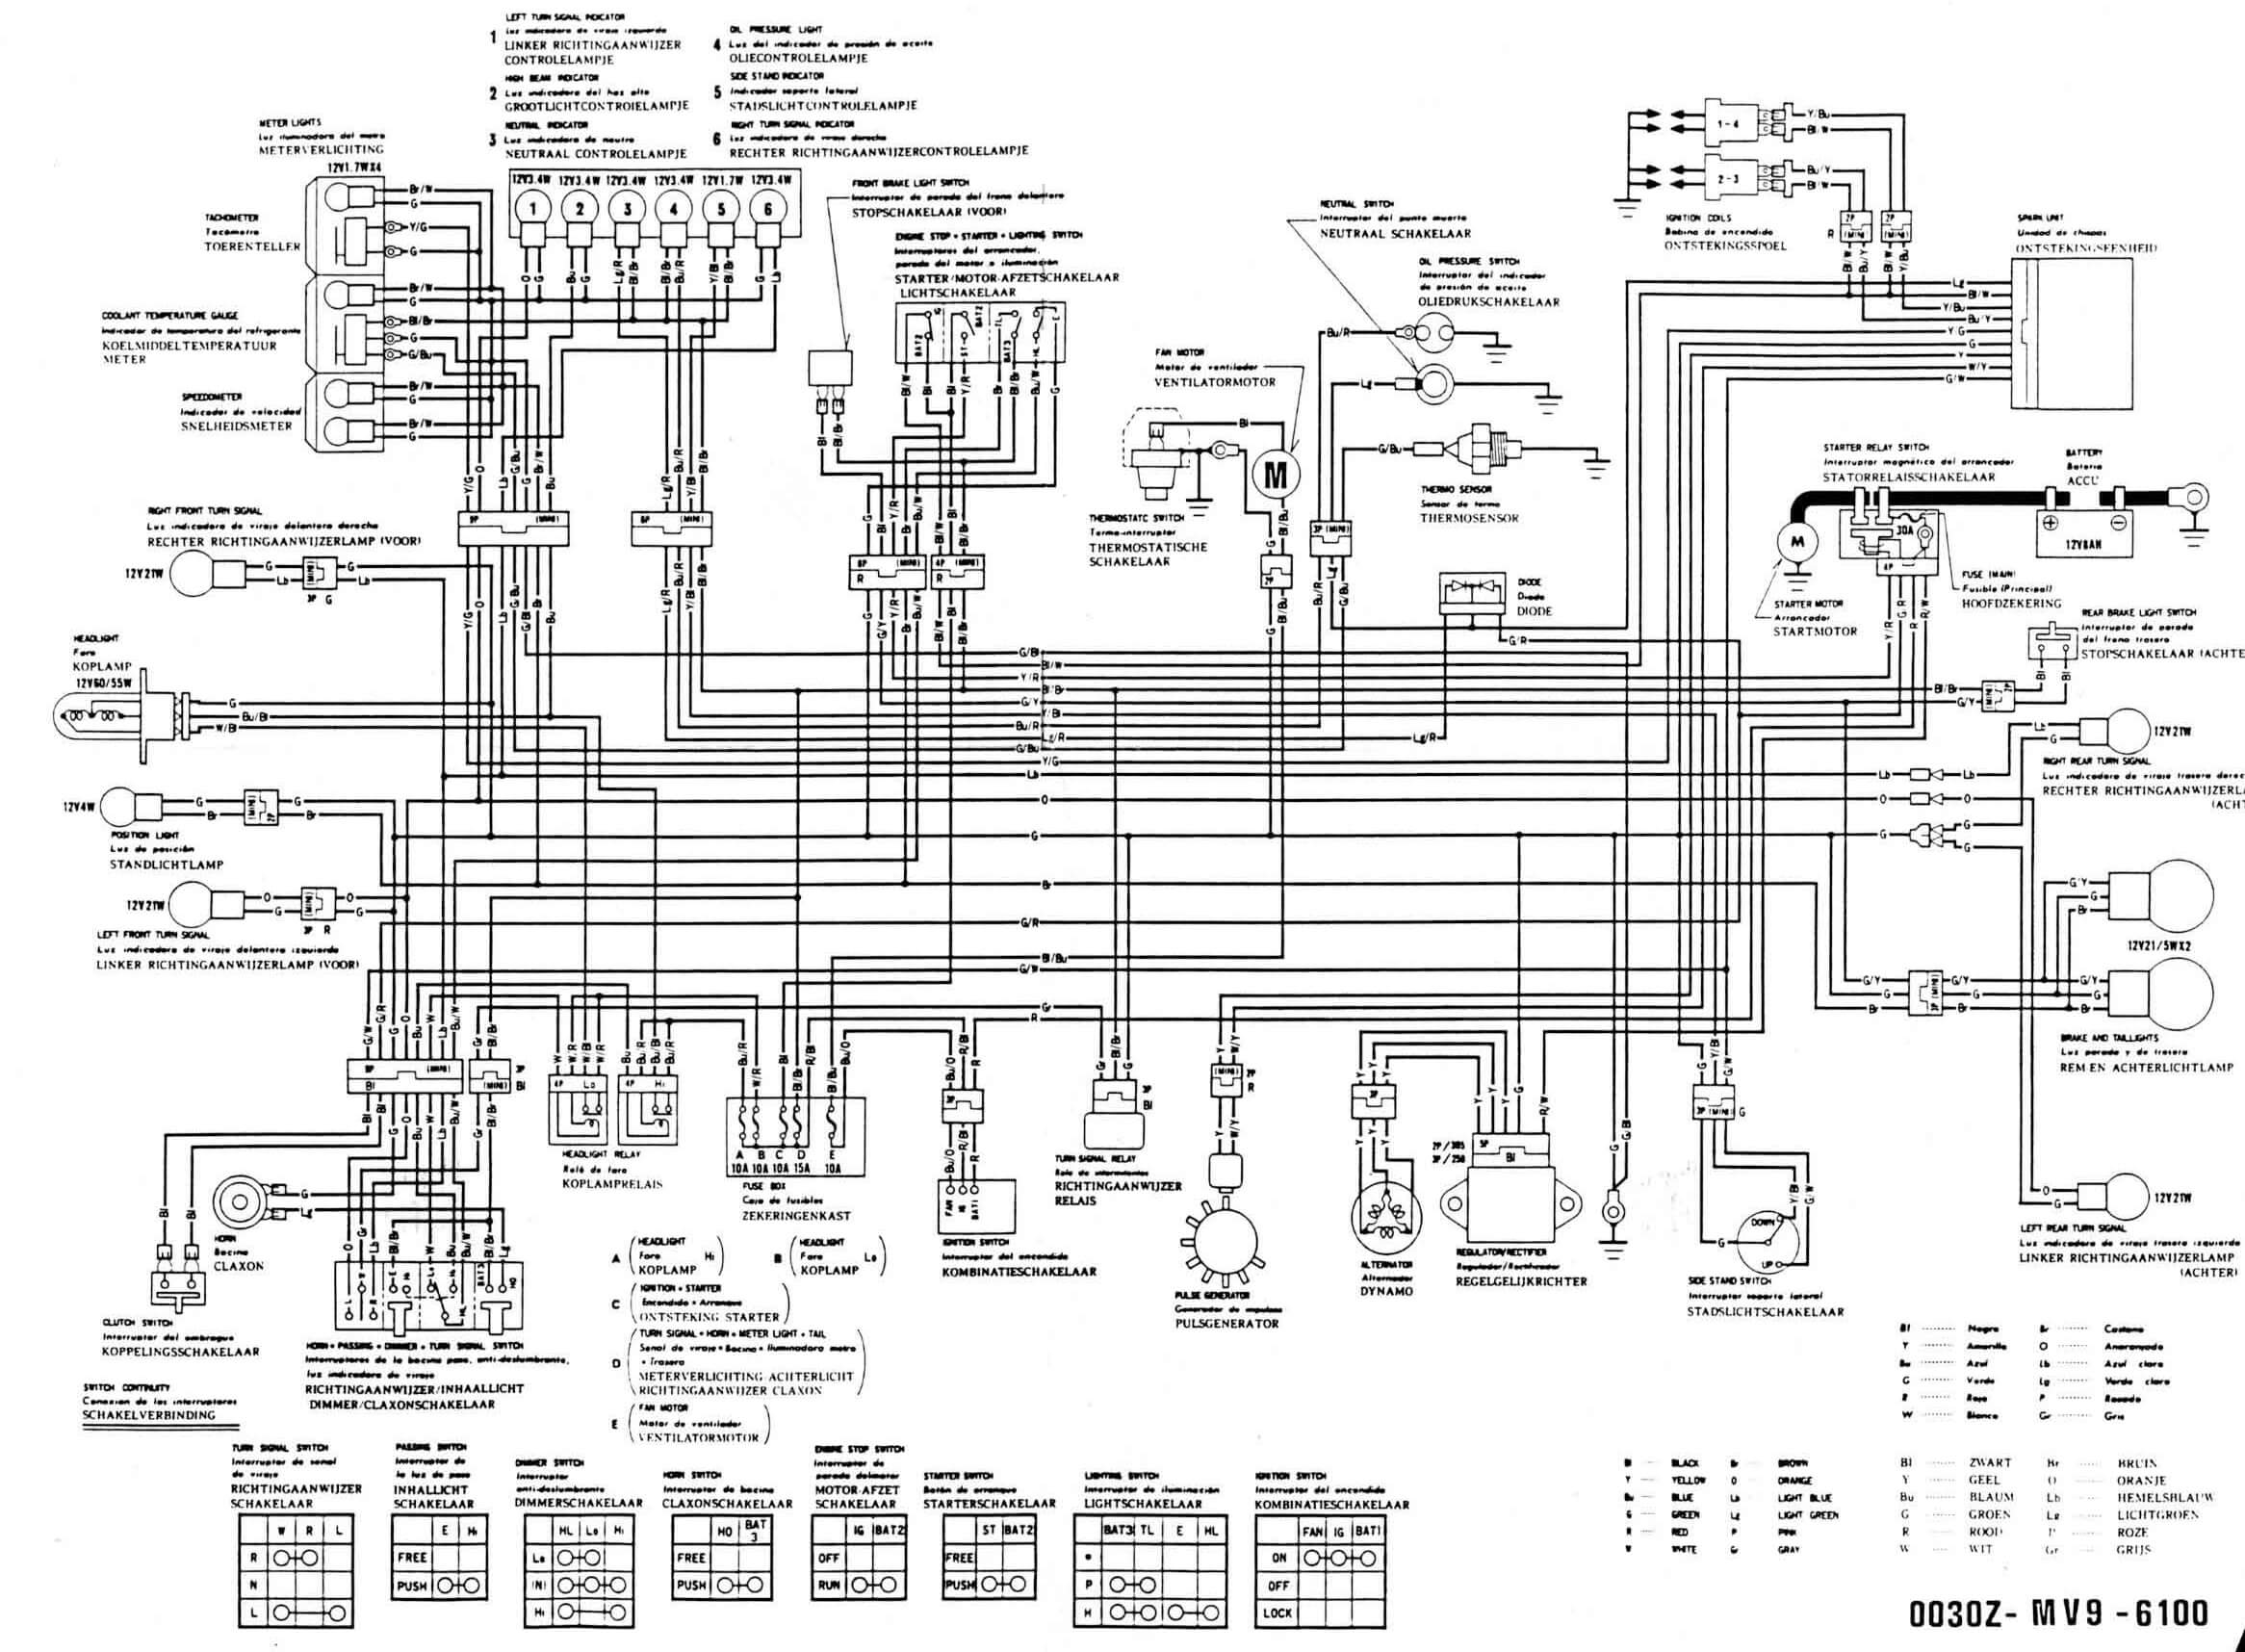 LEFT TURN SIGNAL INDICATOR
1 Luz indicadora de viraje izquierda
LINKER RICHTINGAANWIJZER
CONTROLELAMPJE
HIGH BEAM INDICATOR
2 Luz indicadora del haz alto
GROOTLICHTCONTROIELAMPJE
NEUTRAL INDICATOR
3 Luz indicadora de neutro
NEUTRAAL CONTROLELAMPJE
OIL PRESSURE LIGHT
4 Luz del indicador de presión de aceite
OLIECONTROLELAMPJE
SIDE STAND INDICATOR
5 Indicador soporte lateral
STADSLICHTCONTROLELAMPJE
RIGHT TURN SIGNAL INDICATOR
6 Luz indicadora de viraje derecha
RECHTER RICHTINGAANWIJZERCONTROLELAMPJE
METER LIGHTS
Luz iluminadora del metro
METERVERLICHTING
12V1.7WX4
12V3.4W 12V3.4W 12V3.4W 12V3.4W 12V1.7W 12V3.4W
1 2 3 4 5 6
TACHOMETER
Tacómetro
TOERENTELLER
COOLANT TEMPERATURE GAUGE
Indicador de temperatura del refrigerante
KOELMIDDELTEMPERATUUR
METER
SPEEDOMETER
Indicador de velocidad
SNELHEIDSMETER
FRONT BRAKE LIGHT SWITCH
Interruptor de parada del freno delantero
STOPSCHAKELAAR (VOOR)
ENGINE STOP • STARTER • LIGHTING SWITCH
Interruptores del arrancador,
parada del motor e iluminación
STARTER/MOTOR-AFZETSCHAKELAAR
LICHTSCHAKELAAR
NEUTRAL SWITCH
Interruptor del punto muerto
NEUTRAAL SCHAKELAAR
OIL PRESSURE SWITCH
Interruptor del indicador
de presión de aceite
OLIEDRUKSCHAKELAAR
FAN MOTOR
Motor de ventilador
VENTILATORMOTOR
M
THERMOSTATC SWITCH
Termo-interruptor
THERMOSTATISCHE
SCHAKELAAR
THERMO SENSOR
Sensor de termo
THERMOSENSOR
DIODE
Diodo
DIODE
1-4
2-3
IGNITION COILS
Bobina de encendido
ONTSTEKINGSSPOEL
SPARK UNIT
Unidad de chispas
ONTSTEKINGSEENHEID
STARTER RELAY SWITCH
Interruptor magnético del arrancador
STATORRELAISSCHAKELAAR
BATTERY
Bateria
ACCU
12V8AH
30A
M
STARTER MOTOR
Arrancador
STARTMOTOR
FUSE (MAIN)
Fusible (Principal)
HOOFDZEKERING
REAR BRAKE LIGHT SWITCH
Interruptor de parada
del freno trasero
STOPSCHAKELAAR (ACHTE
RIGHT FRONT TURN SIGNAL
Luz indicadora de viraje delantera derecha
RECHTER RICHTINGAANWIJZERLAMP (VOOR)
12V21W
HEADLIGHT
Faro
KOPLAMP
12V60/55W
12V4W
POSITION LIGHT
Luz de posición
STANDLICHTLAMP
12V21W
LEFT FRONT TURN SIGNAL
Luz indicadora de viraje delantera izquierda
LINKER RICHTINGAANWIJZERLAMP (VOOR)
G/Bl
Bl/W
Y/R
Bl/Br
G/Y
Y/Bl
Bu/R
Lg/R
G/Bu
Y/G
Lb
O
G
Br
G/R
Bl/Bu
G/W
Gr
R
12V21W
RIGHT REAR TURN SIGNAL
Luz indicadora de viraje trasera derec
RECHTER RICHTINGAANWIJZERL
(ACHT
12V21/5WX2
BRAKE AND TAILLIGHTS
Luz parada y de trasera
REM EN ACHTERLICHTLAMP
12V21W
LEFT REAR TURN SIGNAL
Luz indicadora de viraje trasera izquierda
LINKER RICHTINGAANWIJZERLAMP
(ACHTER)
HORN
Bocina
CLAXON
CLUTCH SWITCH
Interruptor del embrague
KOPPELINGSSCHAKELAAR
HORN • PASSING • DIMMER • TURN SIGNAL SWITCH
Interruptores de la bocina paso, anti-deslumbrante,
luz indicadora de viraje
RICHTINGAANWIJZER/INHAALLICHT
DIMMER/CLAXONSCHAKELAAR
HEADLIGHT RELAY
Relé de faro
KOPLAMPRELAIS
A B C D E
10A 10A 10A 15A 10A
FUSE BOX
Caja de fusibles
ZEKERINGENKAST
FAN IG BAT1
IGNITION SWITCH
Interruptor del encendido
KOMBINATIESCHAKELAAR
TURN SIGNAL RELAY
Rele de intermitentes
RICHTINGAANWIJZER
RELAIS
PULSE GENERATOR
Generador de impulsos
PULSGENERATOR
ALTERNATOR
Alternador
DYNAMO
REGULATOR/RECTIFIER
Regulador/Rectificador
REGELGELIJKRICHTER
DOWN
UP
SIDE STAND SWITCH
Interruptor soporte lateral
STADSLICHTSCHAKELAAR
A HEADLIGHT
Faro Hi
KOPLAMP
B HEADLIGHT
Faro Lo
KOPLAMP
C IGNITION • STARTER
Encendido • Arranque
ONTSTEKING STARTER
D TURN SIGNAL • HORN • METER LIGHT • TAIL
Senal de viraje • Bocina • Iluminadora metro
• Trasera
METERVERLICHTING-ACHTERLICHT
RICHTINGAANWIJZER CLAXON
E FAN MOTOR
Motor de ventilador
VENTILATORMOTOR
SWITCH CONTINUITY
Conexion de los interruptores
SCHAKELVERBINDING
TURN SIGNAL SWITCH
Interruptor de senal
de viraje
RICHTINGAANWIJZER
SCHAKELAAR
W R L
R
N
L
PASSING SWITCH
Interruptor de
la luz de paso
INHALLICHT
SCHAKELAAR
E Hi
FREE
PUSH
DIMMER SWITCH
Interruptor
anti-deslumbrante
DIMMERSCHAKELAAR
HL Lo Hi
Lo
(N)
Hi
HORN SWITCH
Interruptor de bocina
CLAXONSCHAKELAAR
HO BAT 3
FREE
PUSH
ENGINE STOP SWITCH
Interruptor de
parada delmotor
MOTOR-AFZET
SCHAKELAAR
IG BAT2
OFF
RUN
STARTER SWITCH
Botón de arranque
STARTERSCHAKELAAR
ST BAT2
FREE
PUSH
LIGHTING SWITCH
Interruptor de iluminación
LICHTSCHAKELAAR
BAT3 TL E HL
•
P
H
IGNITION SWITCH
Interruptor del encendido
KOMBINATIESCHAKELAAR
FAN IG BAT1
ON
OFF
LOCK
Bl Negro Br Castano
Y Amarillo O Anaranjado
Bu Azul Lb Azul claro
G Verde Lg Verde claro
R Rojo P Rosado
W Blanco Gr Gris
Bl BLACK Br BROWN
Y YELLOW O ORANGE
Bu BLUE Lb LIGHT BLUE
G GREEN Lg LIGHT GREEN
R RED P PINK
W WHITE Gr GRAY
Bl ZWART Br BRUIN
Y GEEL O ORANJE
Bu BLAUM Lb HEMELSBLAUW
G GROEN Lg LICHTGROEN
R ROOD P ROZE
W WIT Gr GRIJS
0030Z-MV9-6100